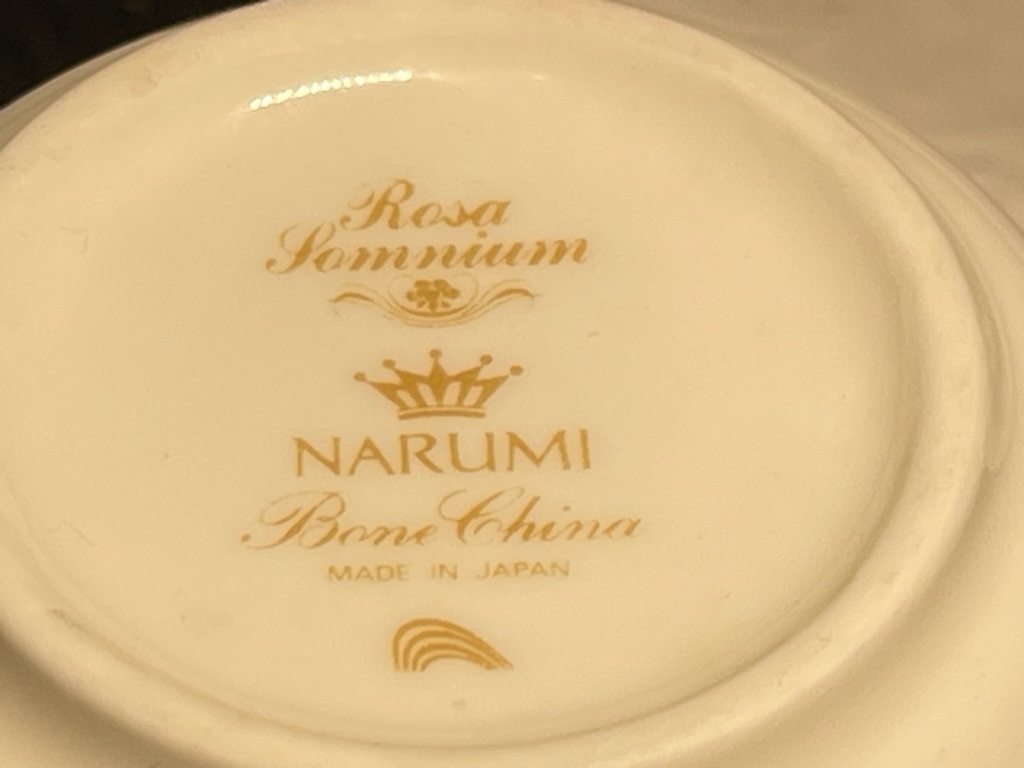 Rosa
Somnium
NARUMI
Bone China
MADE IN JAPAN